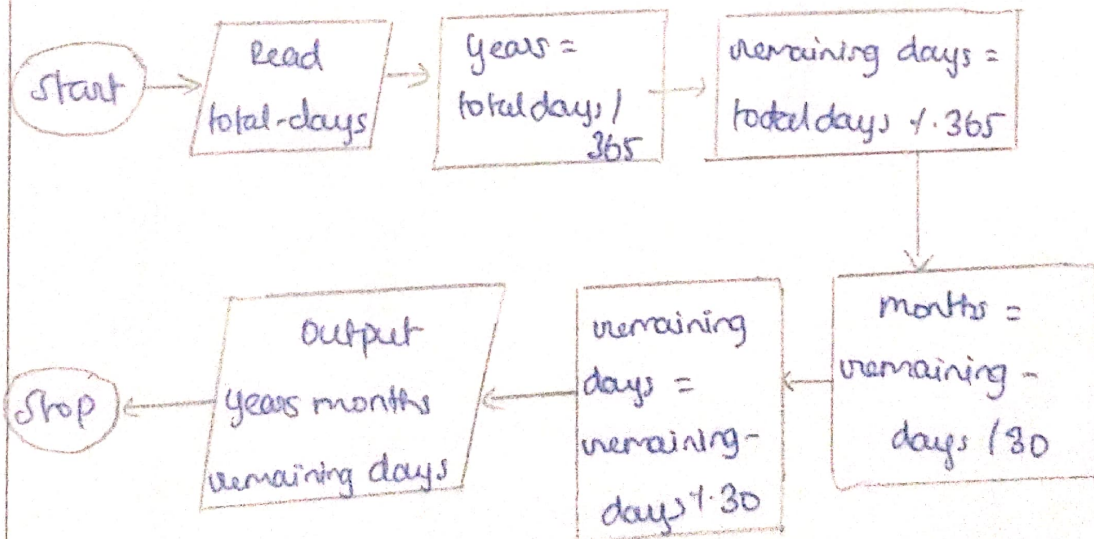 Start
Read
total-days
years =
total days /
365
remaining days =
total days %. 365
months =
remaining -
days / 30
remaining
days =
remaining-
days %. 30
output
years months
remaining days
Stop